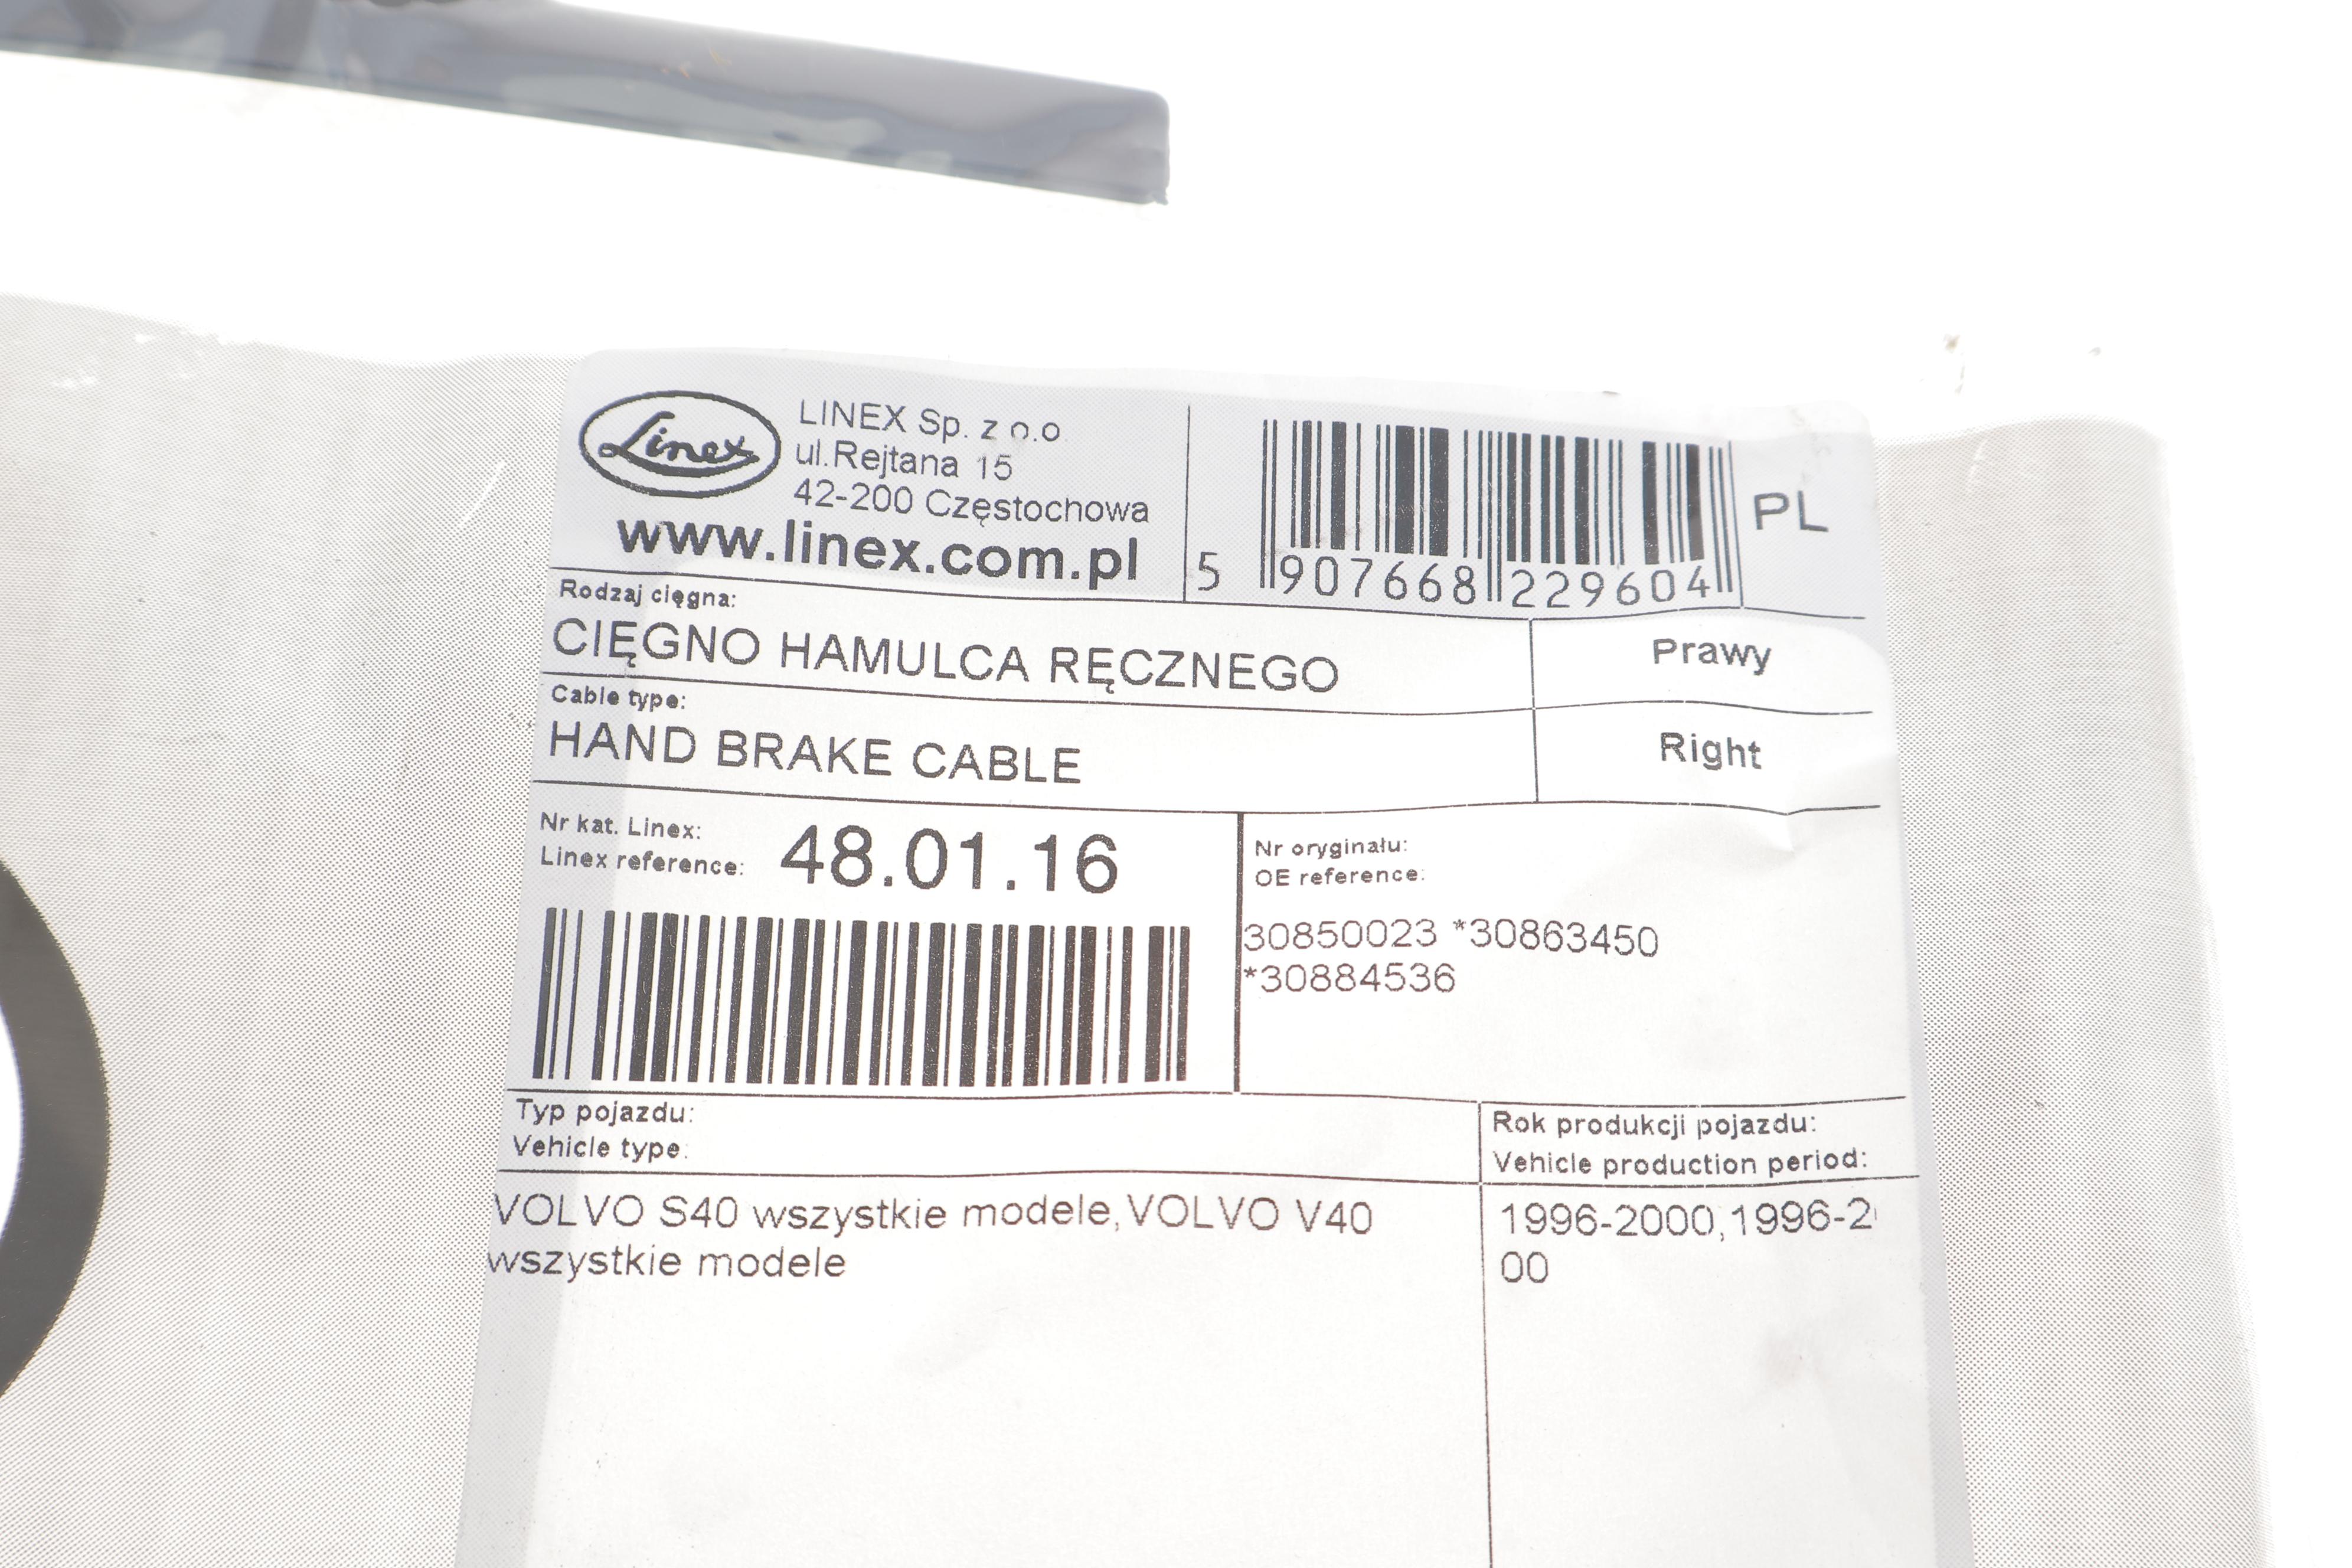 Linex
LINEX Sp. z o.o.
ul.Rejtana 15
42-200 Częstochowa
www.linex.com.pl
5 907668 229604
PL
Rodzaj cięgna:
CIĘGNO HAMULCA RĘCZNEGO
Prawy
Cable type:
HAND BRAKE CABLE
Right
Nr kat. Linex:
Linex reference:
48.01.16
Nr oryginału:
OE reference:
30850023 *30863450
*30884536
Typ pojazdu:
Vehicle type:
Rok produkcji pojazdu:
Vehicle production period:
VOLVO S40 wszystkie modele,VOLVO V40
wszystkie modele
1996-2000,1996-2
00